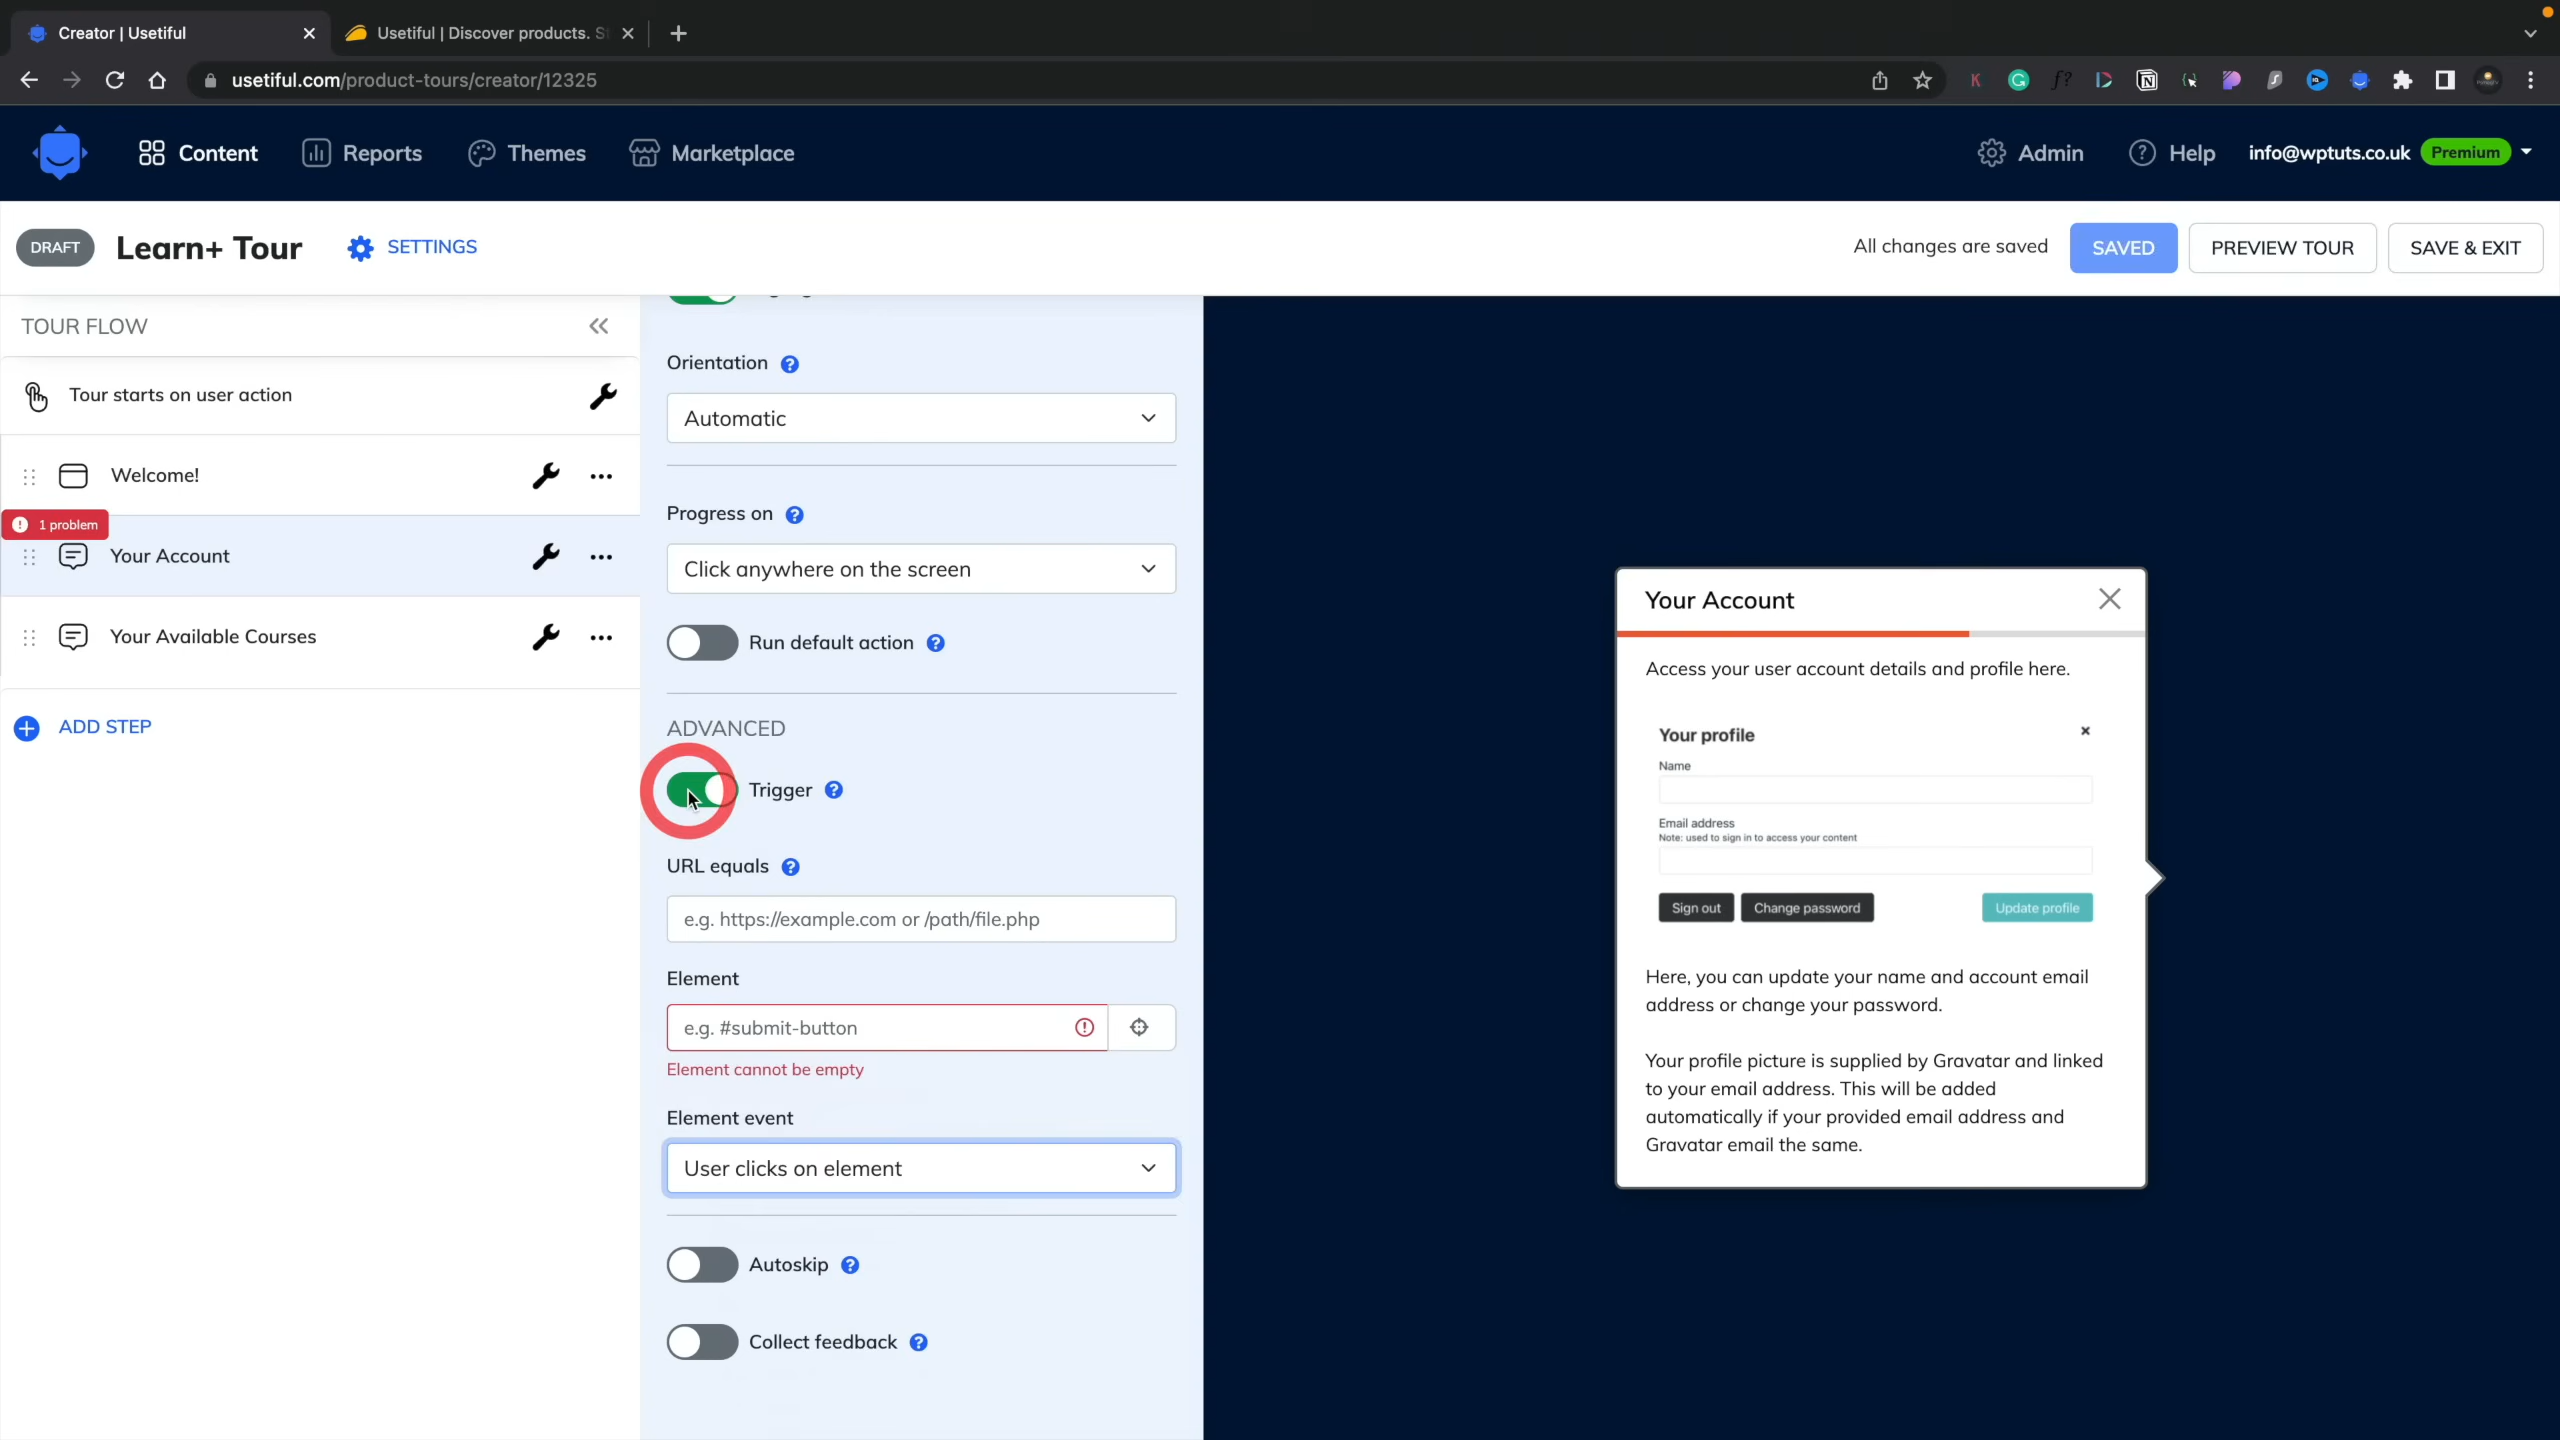 Creator | Usetiful
Usetiful | Discover products. S
usetiful.com/product-tours/creator/12325
Content
Reports
Themes
Marketplace
Admin
Help
info@wptuts.co.uk
Premium
DRAFT
Learn+ Tour
SETTINGS
All changes are saved
SAVED
PREVIEW TOUR
SAVE & EXIT
TOUR FLOW
Tour starts on user action
Welcome!
1 problem
Your Account
Your Available Courses
ADD STEP
Orientation
Automatic
Progress on
Click anywhere on the screen
Run default action
ADVANCED
Trigger
URL equals
e.g. https://example.com or /path/file.php
Element
e.g. #submit-button
Element cannot be empty
Element event
User clicks on element
Autoskip
Collect feedback
Your Account
Access your user account details and profile here.
Your profile
Name
Email address
Note: used to sign in to access your content
Sign out
Change password
Update profile
Here, you can update your name and account email
address or change your password.
Your profile picture is supplied by Gravatar and linked
to your email address. This will be added
automatically if your provided email address and
Gravatar email the same.